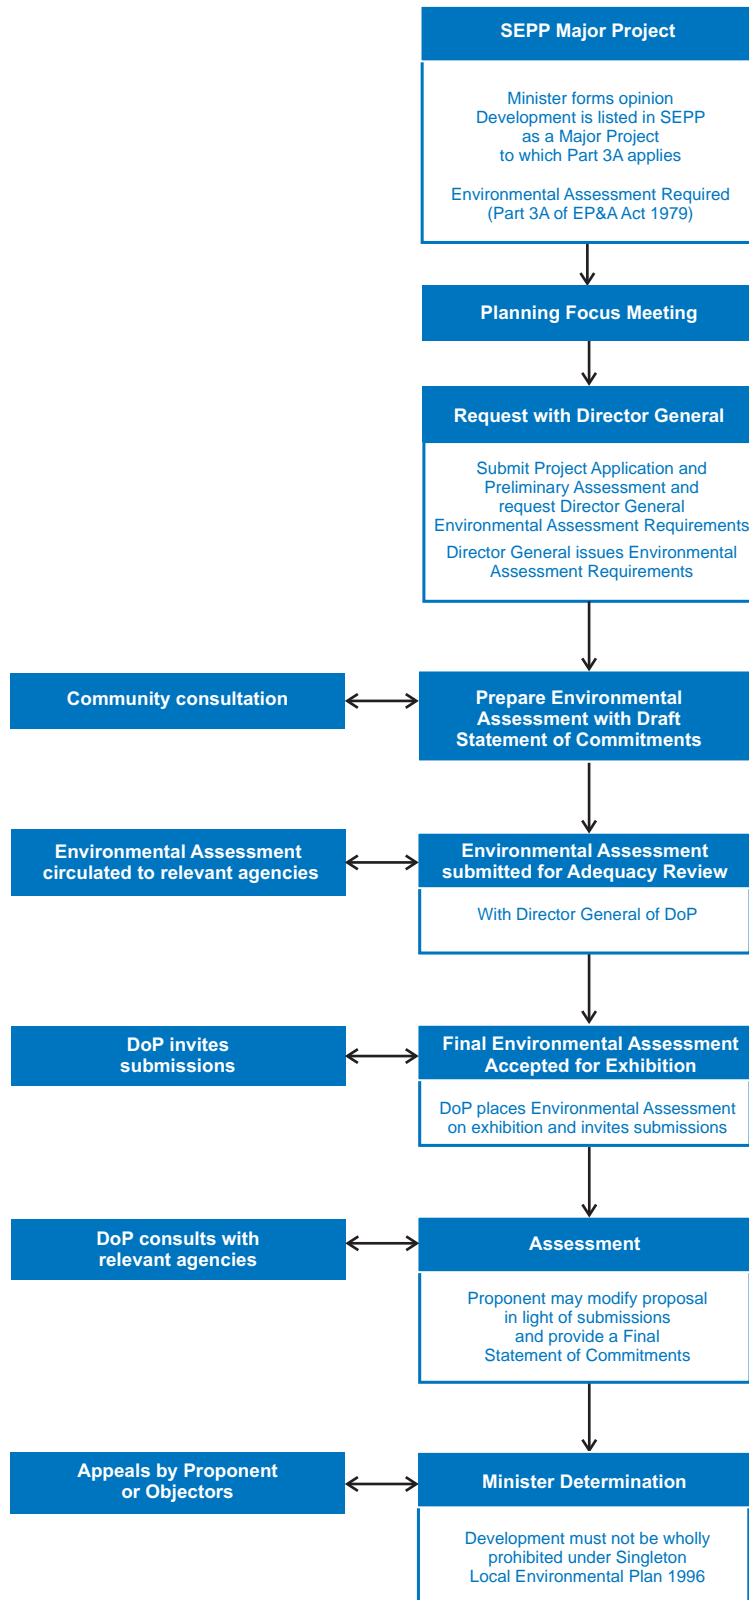 SEPP Major Project
Minister forms opinion
Development is listed in SEPP
as a Major Project
to which Part 3A applies
Environmental Assessment Required
(Part 3A of EP&A Act 1979)
Planning Focus Meeting
Request with Director General
Submit Project Application and
Preliminary Assessment and
request Director General
Environmental Assessment Requirements
Director General issues Environmental
Assessment Requirements
Community consultation
Prepare Environmental
Assessment with Draft
Statement of Commitments
Environmental Assessment
circulated to relevant agencies
Environmental Assessment
submitted for Adequacy Review
With Director General of DoP
DoP invites
submissions
Final Environmental Assessment
Accepted for Exhibition
DoP places Environmental Assessment
on exhibition and invites submissions
DoP consults with
relevant agencies
Assessment
Proponent may modify proposal
in light of submissions
and provide a Final
Statement of Commitments
Appeals by Proponent
or Objectors
Minister Determination
Development must not be wholly
prohibited under Singleton
Local Environmental Plan 1996